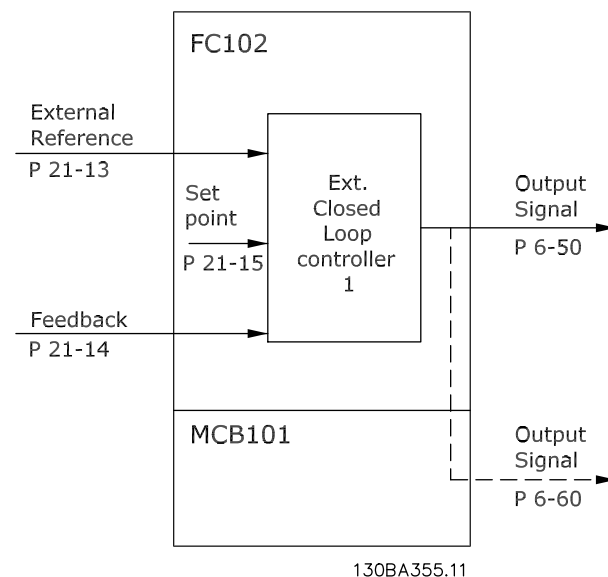 FC102
External
Reference
P 21-13
Set
point
P 21-15
Feedback
P 21-14
Ext.
Closed
Loop
controller
1
Output
Signal
P 6-50
MCB101
Output
Signal
P 6-60
130BA355.11